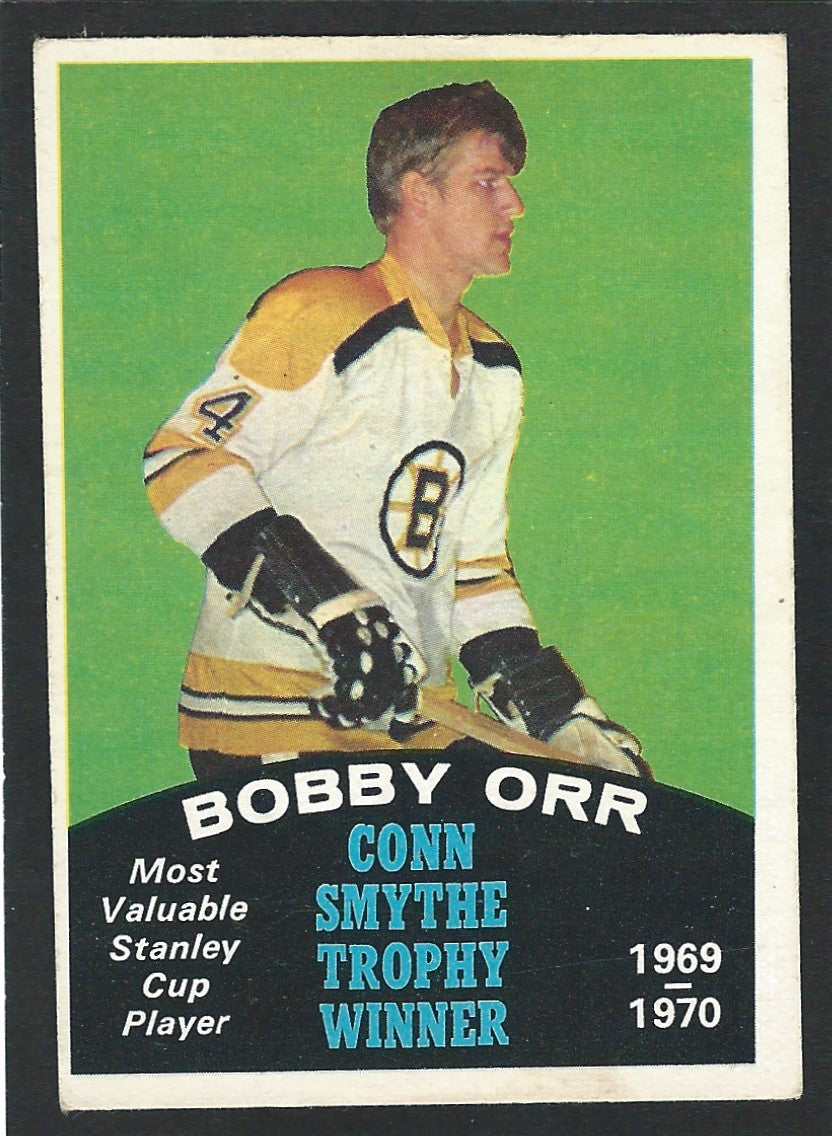 4
B
BOBBY ORR
Most
Valuable
Stanley
Cup
Player
CONN
SMYTHE
TROPHY
WINNER
1969
–
1970